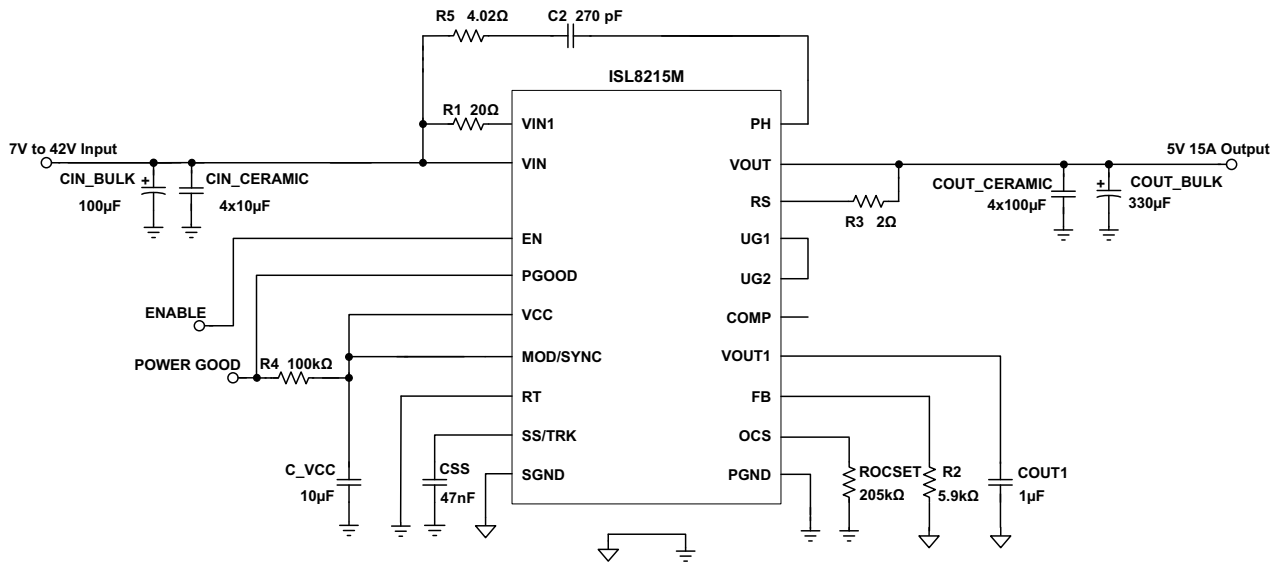 R5 4.02Ω
C2 270 pF
ISL8215M
R1 20Ω
VIN1
PH
7V to 42V Input
VIN
VOUT
5V 15A Output
CIN_BULK
+
CIN_CERAMIC
100µF
4x10µF
RS
R3 2Ω
COUT_CERAMIC
4x100µF
+
COUT_BULK
330µF
EN
UG1
PGOOD
UG2
ENABLE
VCC
COMP
POWER GOOD
R4 100kΩ
MOD/SYNC
VOUT1
RT
FB
SS/TRK
OCS
C_VCC
10µF
CSS
47nF
SGND
PGND
ROCSET
205kΩ
R2
5.9kΩ
COUT1
1µF